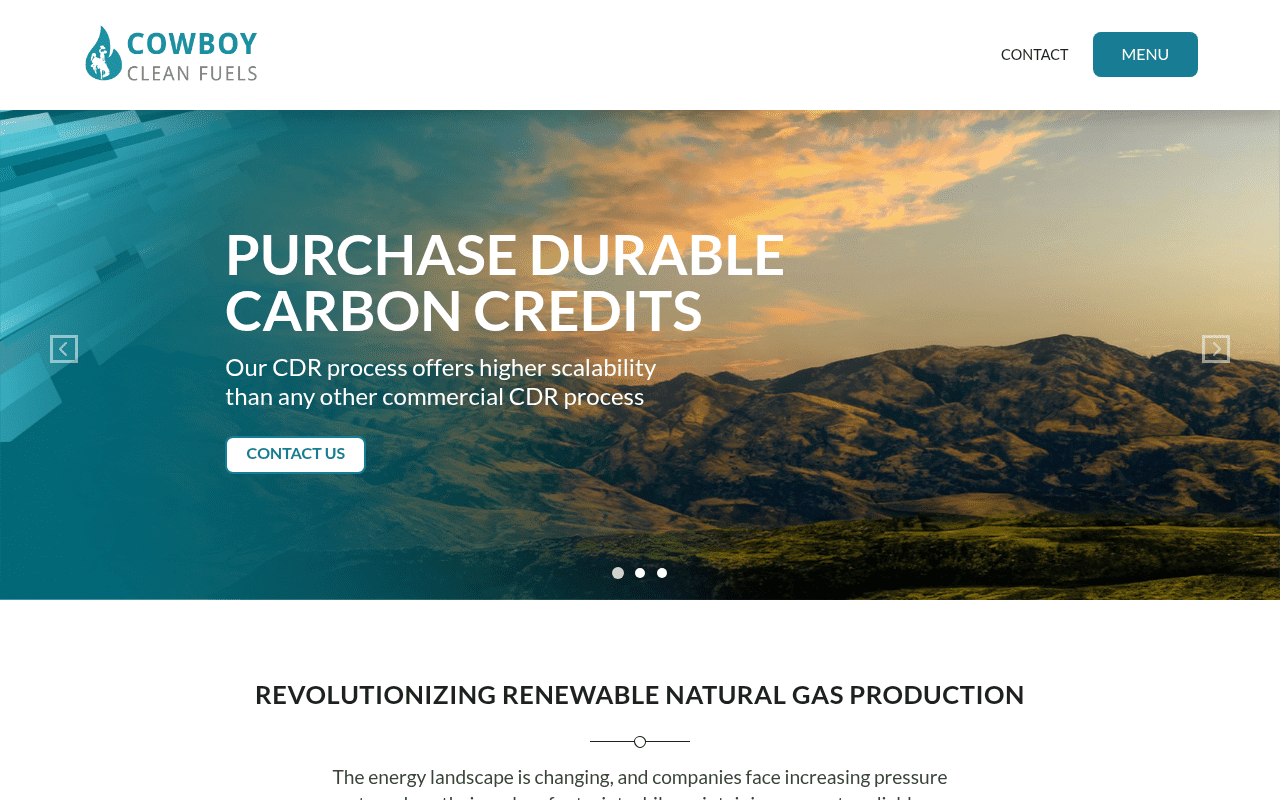 COWBOY
CLEAN FUELS
CONTACT
MENU
PURCHASE DURABLE
CARBON CREDITS
Our CDR process offers higher scalability
than any other commercial CDR process
CONTACT US
REVOLUTIONIZING RENEWABLE NATURAL GAS PRODUCTION
The energy landscape is changing, and companies face increasing pressure